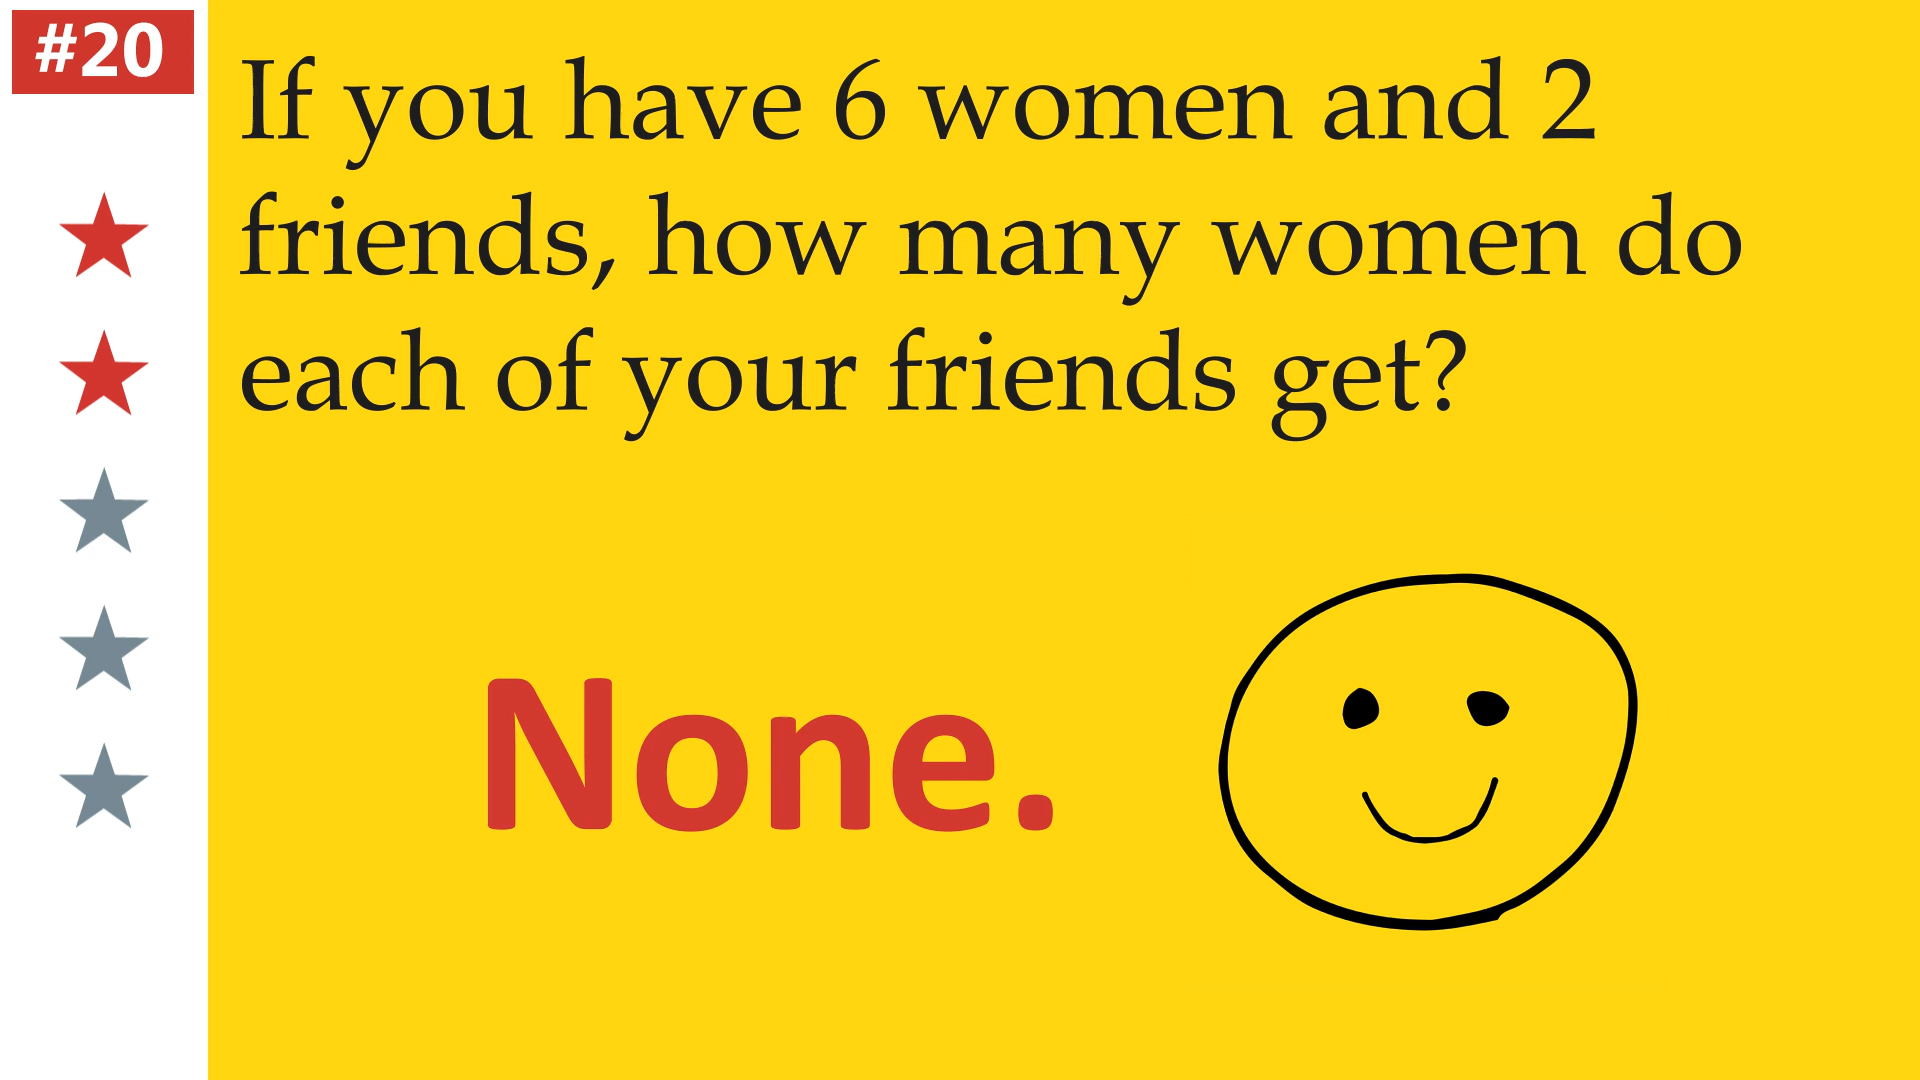 #20
If you have 6 women and 2
friends, how many women do
each of your friends get?
None.